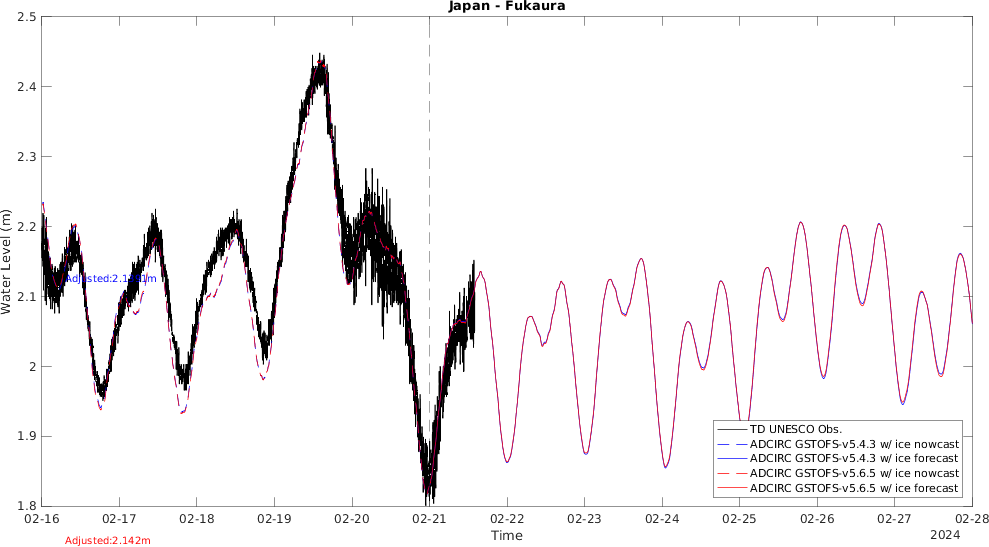 Japan - Fukaura
2.5
2.4
2.3
2.2
2.1
2
1.9
1.8
Water Level (m)
Adjusted:2.1441m
TD UNESCO Obs.
ADCIRC GSTOFS-v5.4.3 w/ ice nowcast
ADCIRC GSTOFS-v5.4.3 w/ ice forecast
ADCIRC GSTOFS-v5.6.5 w/ ice nowcast
ADCIRC GSTOFS-v5.6.5 w/ ice forecast
02-16 02-17 02-18 02-19 02-20 02-21 02-22 02-23 02-24 02-25 02-26 02-27 02-28
Time
2024
Adjusted:2.142m